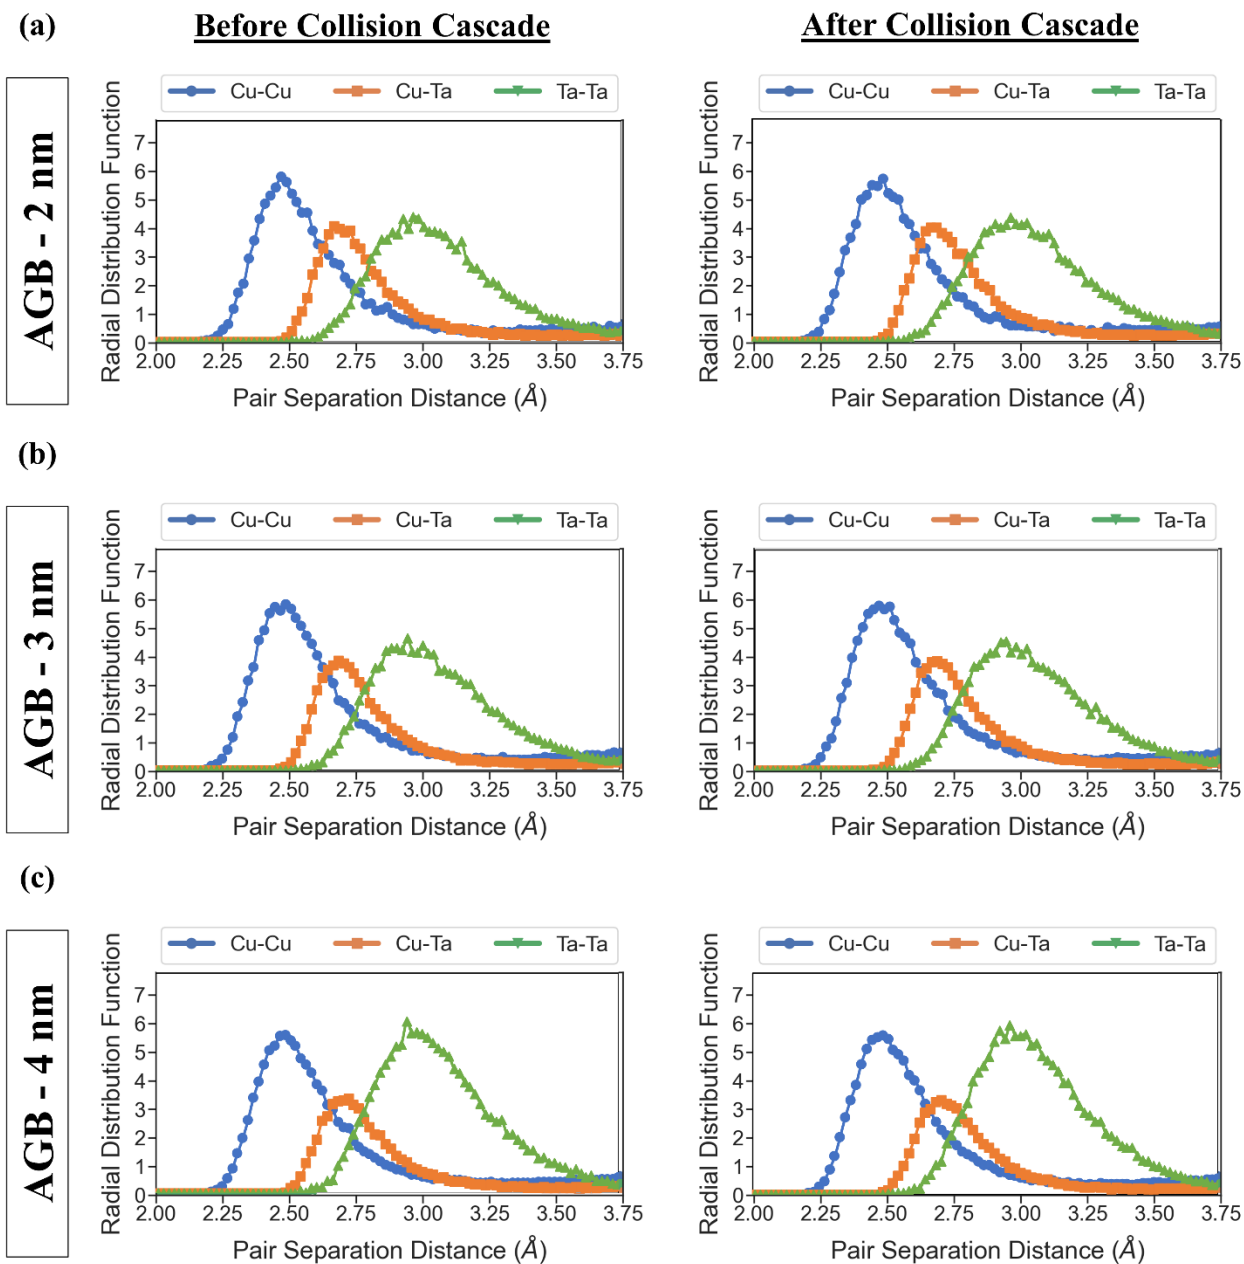 (a)
Before Collision Cascade
After Collision Cascade
AGB - 2 nm
Cu-Cu Cu-Ta Ta-Ta
Radial Distribution Function
7
6
5
4
3
2
1
0
2.00 2.25 2.50 2.75 3.00 3.25 3.50 3.75
Pair Separation Distance (Å)
Cu-Cu Cu-Ta Ta-Ta
Radial Distribution Function
7
6
5
4
3
2
1
0
2.00 2.25 2.50 2.75 3.00 3.25 3.50 3.75
Pair Separation Distance (Å)
(b)
AGB - 3 nm
Cu-Cu Cu-Ta Ta-Ta
Radial Distribution Function
7
6
5
4
3
2
1
0
2.00 2.25 2.50 2.75 3.00 3.25 3.50 3.75
Pair Separation Distance (Å)
Cu-Cu Cu-Ta Ta-Ta
Radial Distribution Function
7
6
5
4
3
2
1
0
2.00 2.25 2.50 2.75 3.00 3.25 3.50 3.75
Pair Separation Distance (Å)
(c)
AGB - 4 nm
Cu-Cu Cu-Ta Ta-Ta
Radial Distribution Function
7
6
5
4
3
2
1
0
2.00 2.25 2.50 2.75 3.00 3.25 3.50 3.75
Pair Separation Distance (Å)
Cu-Cu Cu-Ta Ta-Ta
Radial Distribution Function
7
6
5
4
3
2
1
0
2.00 2.25 2.50 2.75 3.00 3.25 3.50 3.75
Pair Separation Distance (Å)